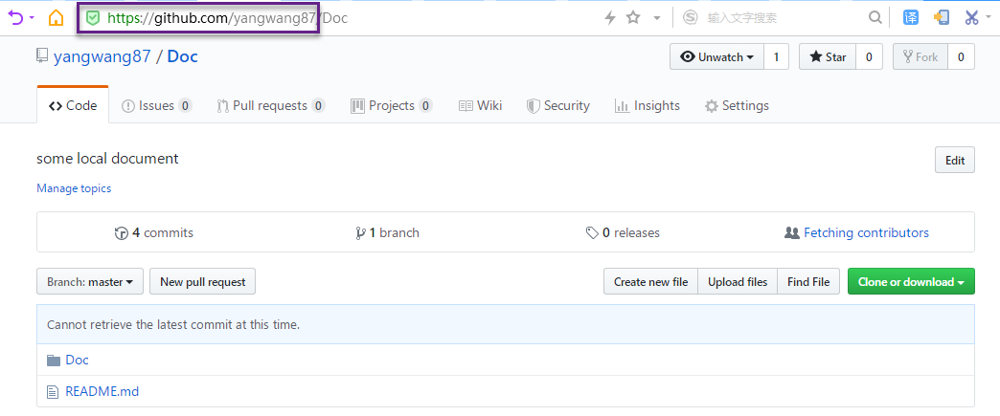 https://github.com/yangwang87/Doc 输入文字搜索 译
yangwang87 / Doc Unwatch 1 Star 0 Fork 0
Code Issues 0 Pull requests 0 Projects 0 Wiki Security Insights Settings
some local document Edit
Manage topics
4 commits 1 branch 0 releases Fetching contributors
Branch: master New pull request Create new file Upload files Find File Clone or download
Cannot retrieve the latest commit at this time.
Doc
README.md